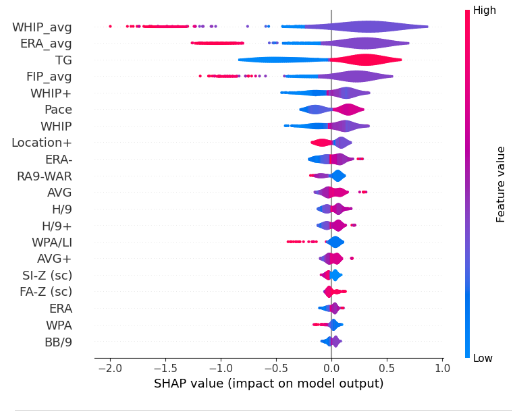 High
WHIP_avg
ERA_avg
TG
FIP_avg
WHIP+
Pace
WHIP
Location+
ERA-
RA9-WAR
AVG
H/9
H/9+
WPA/LI
AVG+
SI-Z (sc)
FA-Z (sc)
ERA
WPA
BB/9
Feature value
Low
−2.0 −1.5 −1.0 −0.5 0.0 0.5 1.0
SHAP value (impact on model output)